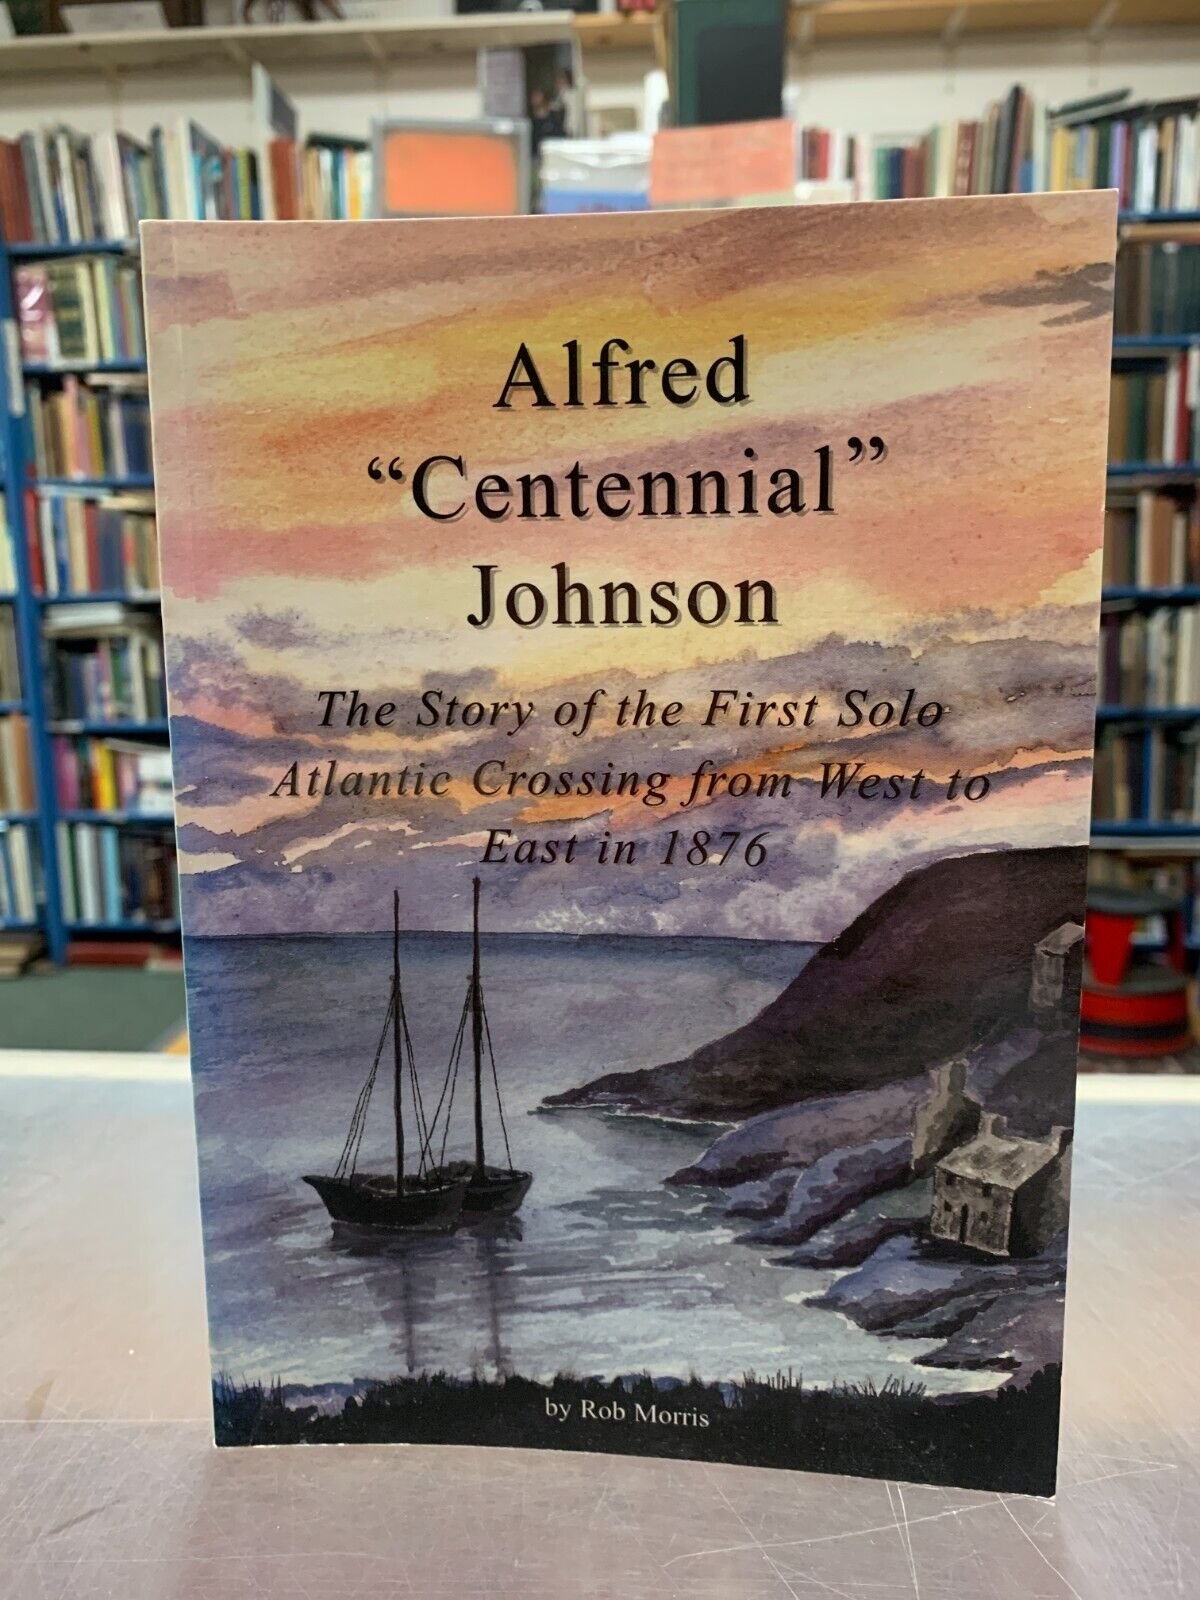 Alfred
“Centennial”
Johnson
The Story of the First Solo
Atlantic Crossing from West to
East in 1876
by Rob Morris